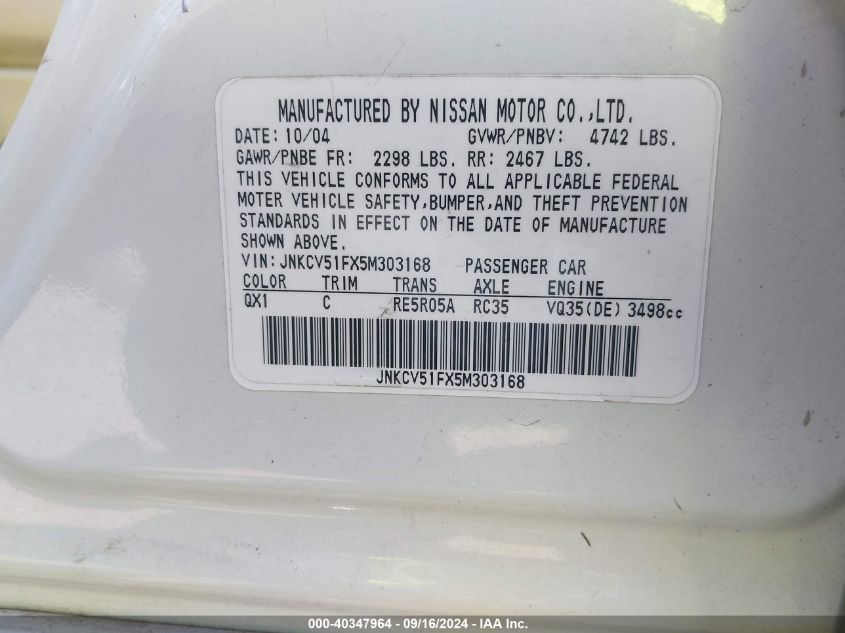 MANUFACTURED BY NISSAN MOTOR CO.,LTD.
DATE: 10/04 GVWR/PNBV: 4742 LBS.
GAWR/PNBE FR: 2298 LBS. RR: 2467 LBS.
THIS VEHICLE CONFORMS TO ALL APPLICABLE FEDERAL
MOTER VEHICLE SAFETY,BUMPER,AND THEFT PREVENTION
STANDARDS IN EFFECT ON THE DATE OF MANUFACTURE
SHOWN ABOVE.
VIN: JNKCV51FX5M303168 PASSENGER CAR
COLOR TRIM TRANS AXLE ENGINE
QX1 C RE5R05A RC35 VQ35(DE) 3498cc
JNKCV51FX5M303168
000-40347964 - 09/16/2024 - IAA Inc.